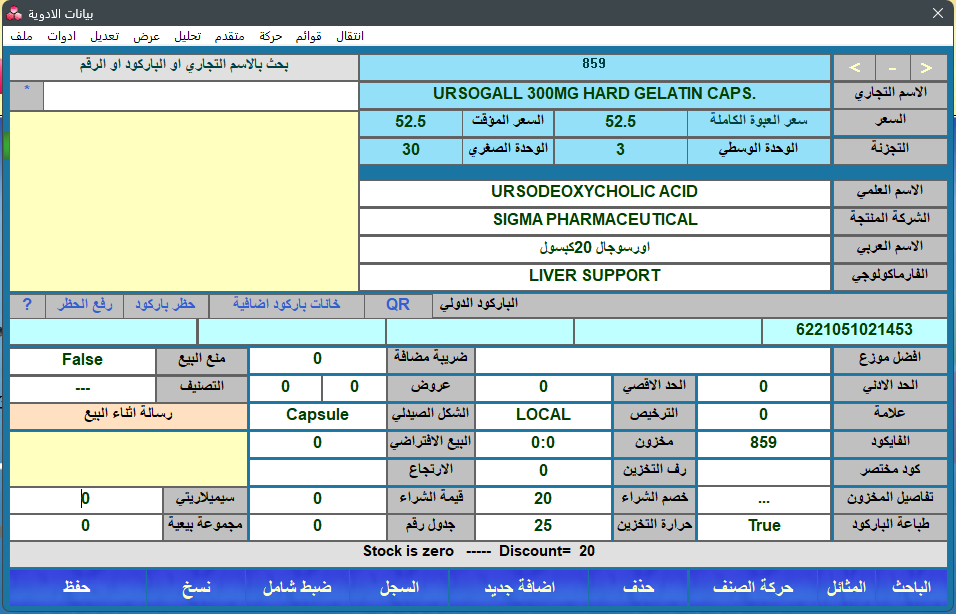 بيانات الادوية
ملف ادوات تعديل عرض تحليل متقدم حركة قوائم انتقال
بحث بالاسم التجاري او الباركود او الرقم
859
< - >
*
الاسم التجاري URSOGALL 300MG HARD GELATIN CAPS.
السعر سعر العبوة الكاملة 52.5 السعر المؤقت 52.5
التجزئة الوحدة الوسطي 3 الوحدة الصغري 30
الاسم العلمي URSODEOXYCHOLIC ACID
الشركة المنتجة SIGMA PHARMACEUTICAL
الاسم العربي اورسوجال 20كبسول
الفارماكولوجي LIVER SUPPORT
الباركود الدولي QR خانات باركود اضافية حظر باركود رفع الحظر ?
6221051021453
افضل موزع ضريبة مضافة 0 منع البيع False
الحد الادني 0 الحد الاقصي 0 عروض 0 0 التصنيف ---
علامة 0 الترخيص LOCAL الشكل الصيدلي Capsule رسالة اثناء البيع
الفايكود 859 مخزون 0:0 البيع الافتراضي 0
كود مختصر رف التخزين 0 الارتجاع
تفاصيل المخزون ... خصم الشراء 20 قيمة الشراء 0 سيميلاريتي 0
طباعة الباركود True حرارة التخزين 25 جدول رقم 0 مجموعة بيعية 0
Stock is zero ----- Discount= 20
الباحث المثائل حركة الصنف حذف اضافة جديد السجل ضبط شامل نسخ حفظ